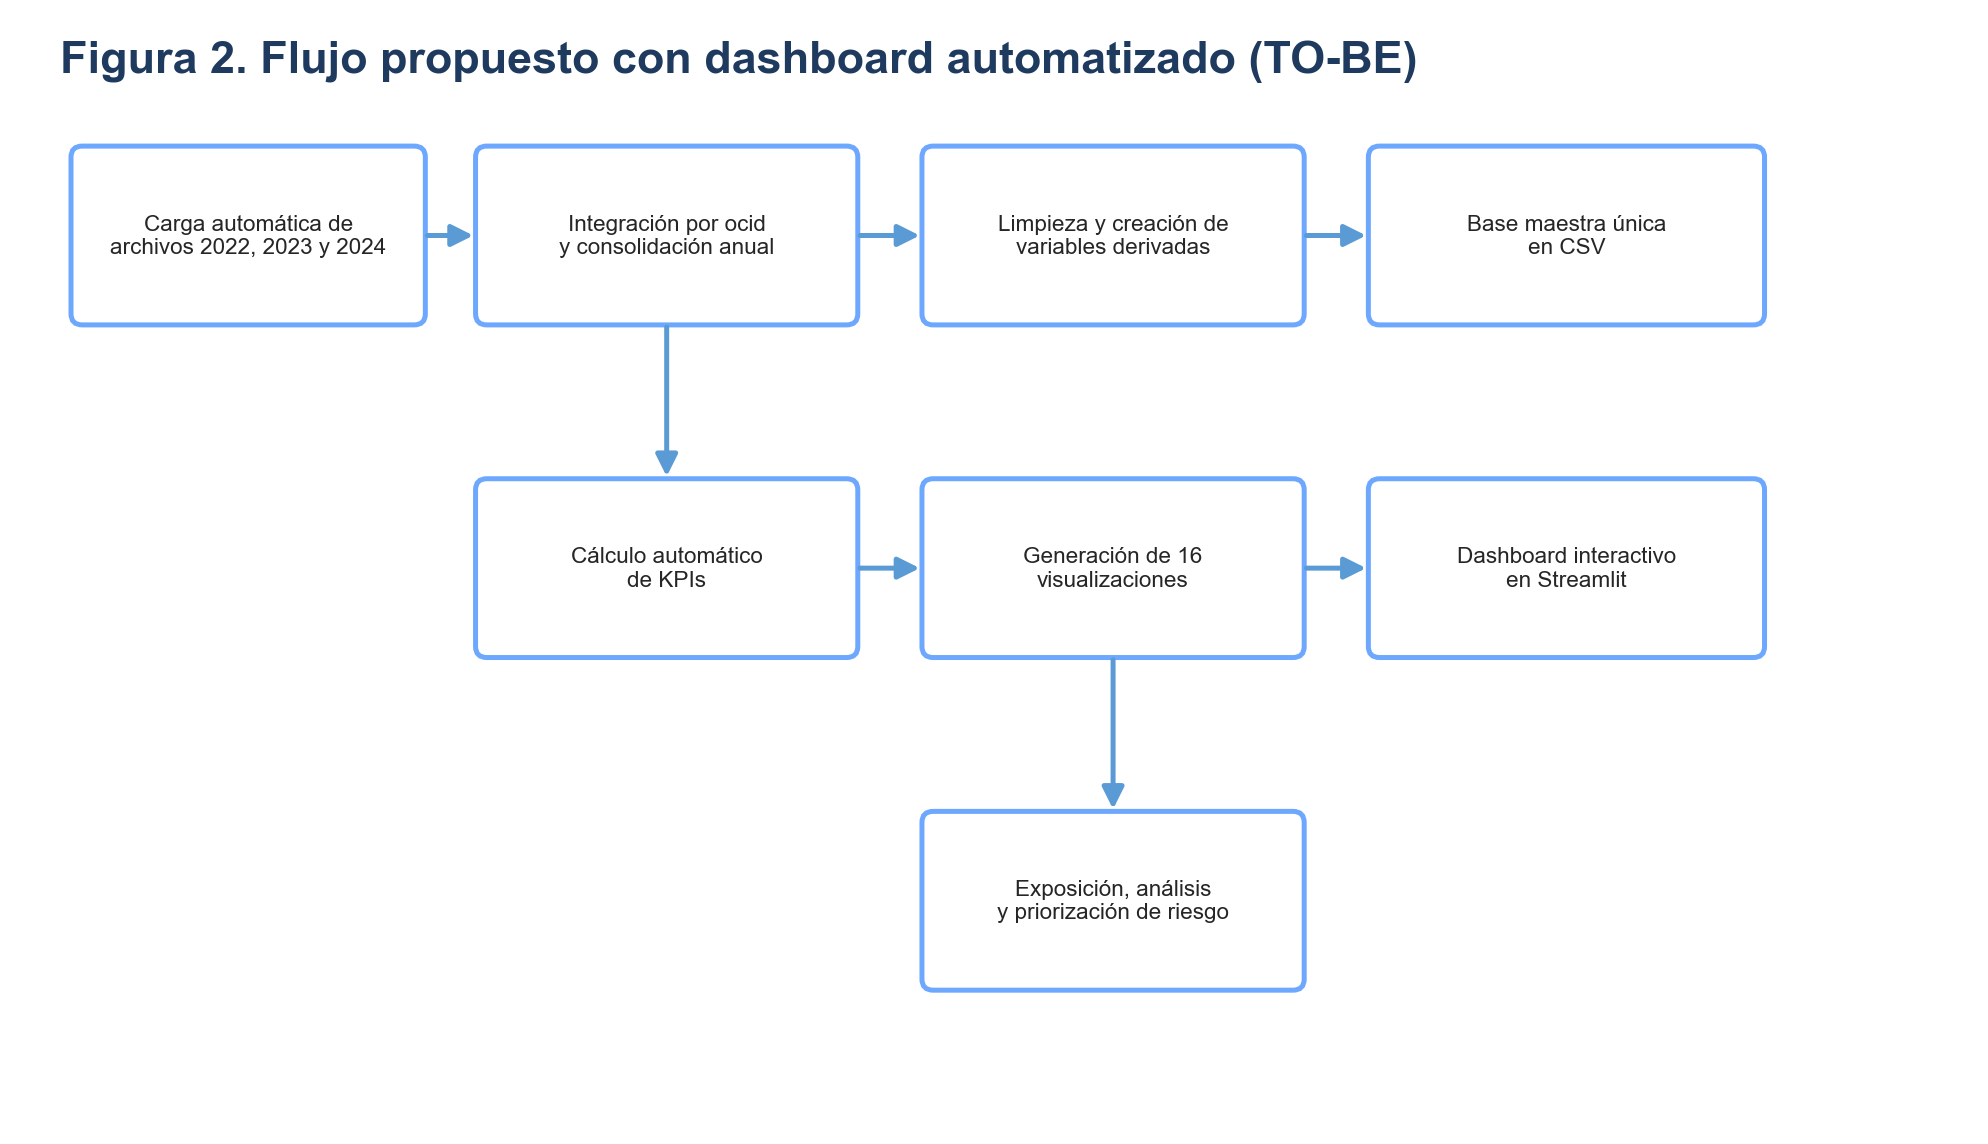 Figura 2. Flujo propuesto con dashboard automatizado (TO-BE)
Carga automática de
archivos 2022, 2023 y 2024
Integración por ocid
y consolidación anual
Limpieza y creación de
variables derivadas
Base maestra única
en CSV
Cálculo automático
de KPIs
Generación de 16
visualizaciones
Dashboard interactivo
en Streamlit
Exposición, análisis
y priorización de riesgo